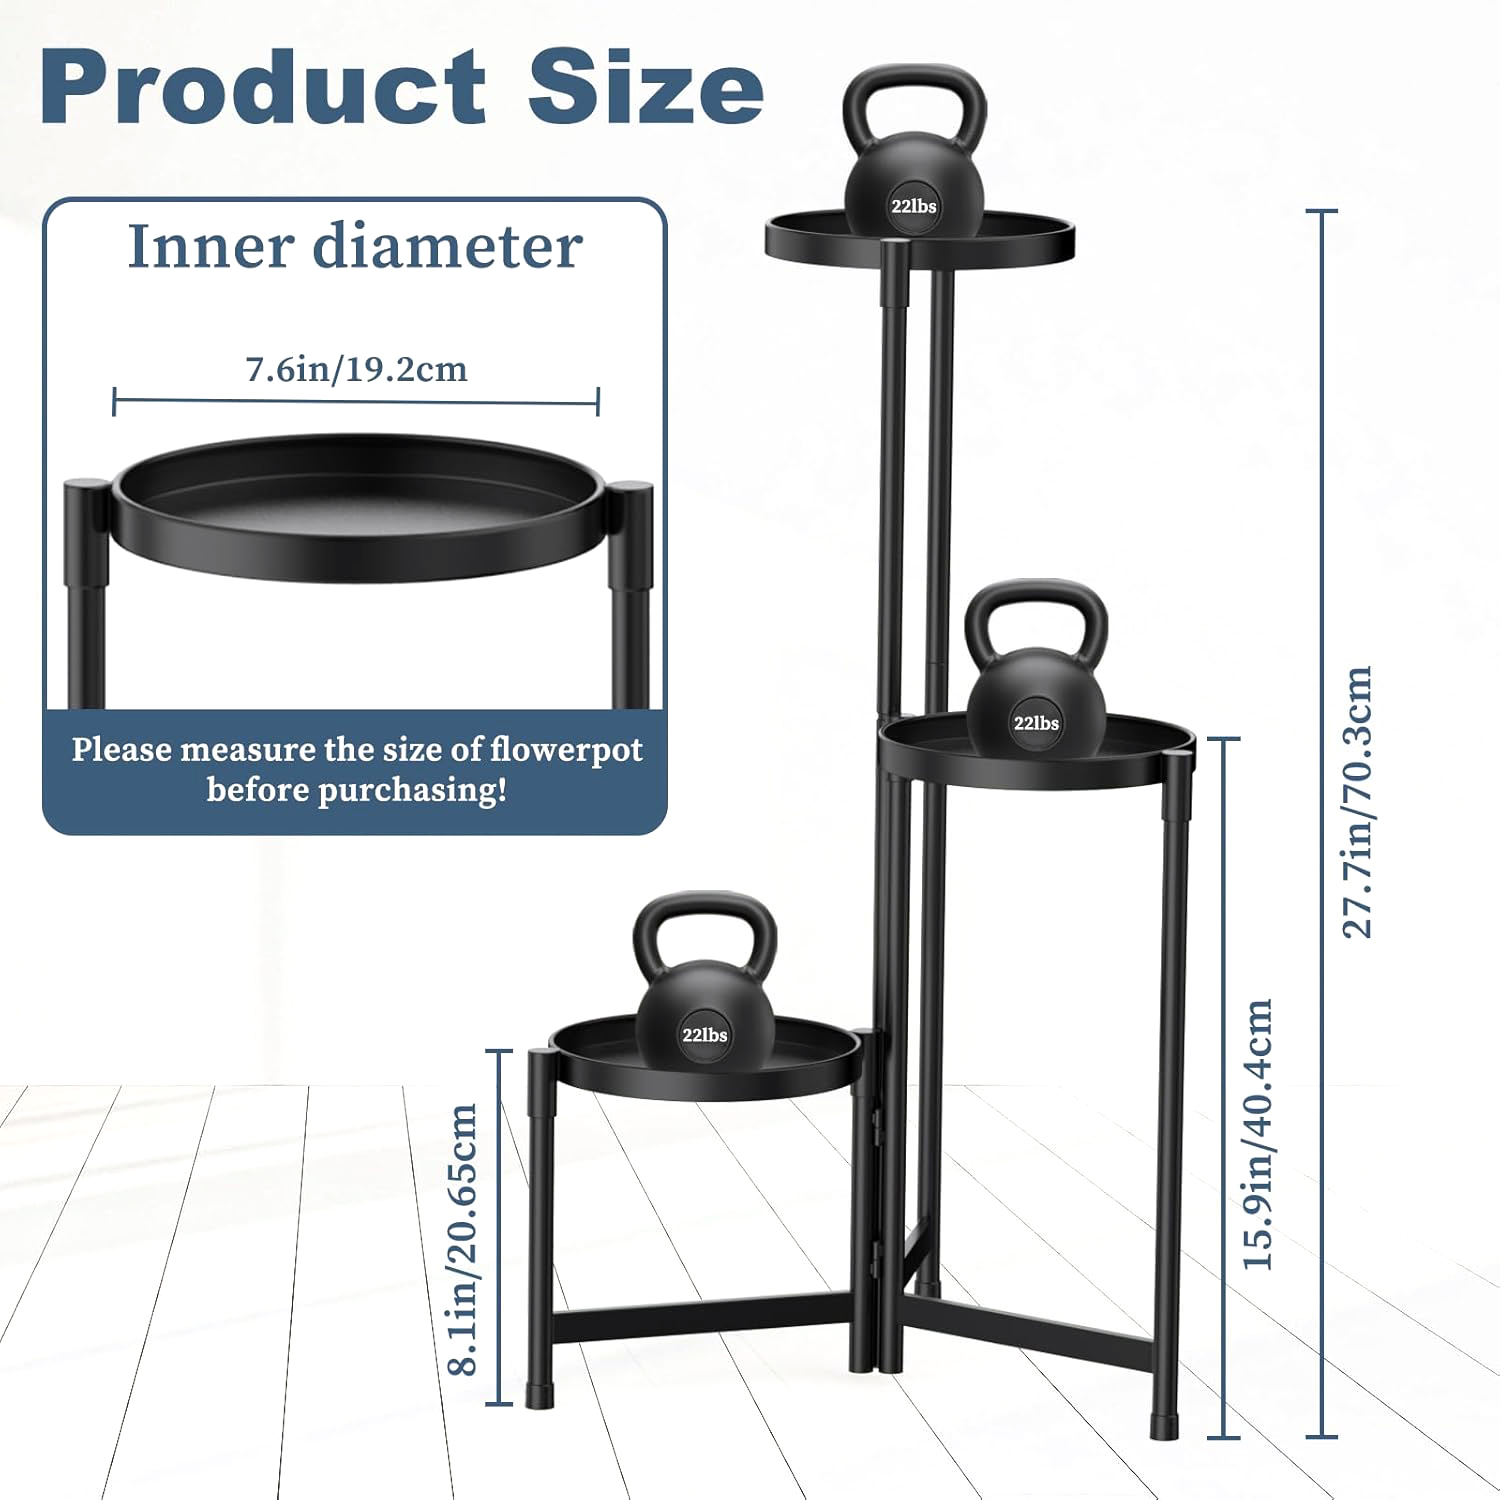 Product Size
Inner diameter
7.6in/19.2cm
Please measure the size of flowerpot
before purchasing!
22lbs
22lbs
22lbs
27.7in/70.3cm
15.9in/40.4cm
8.1in/20.65cm